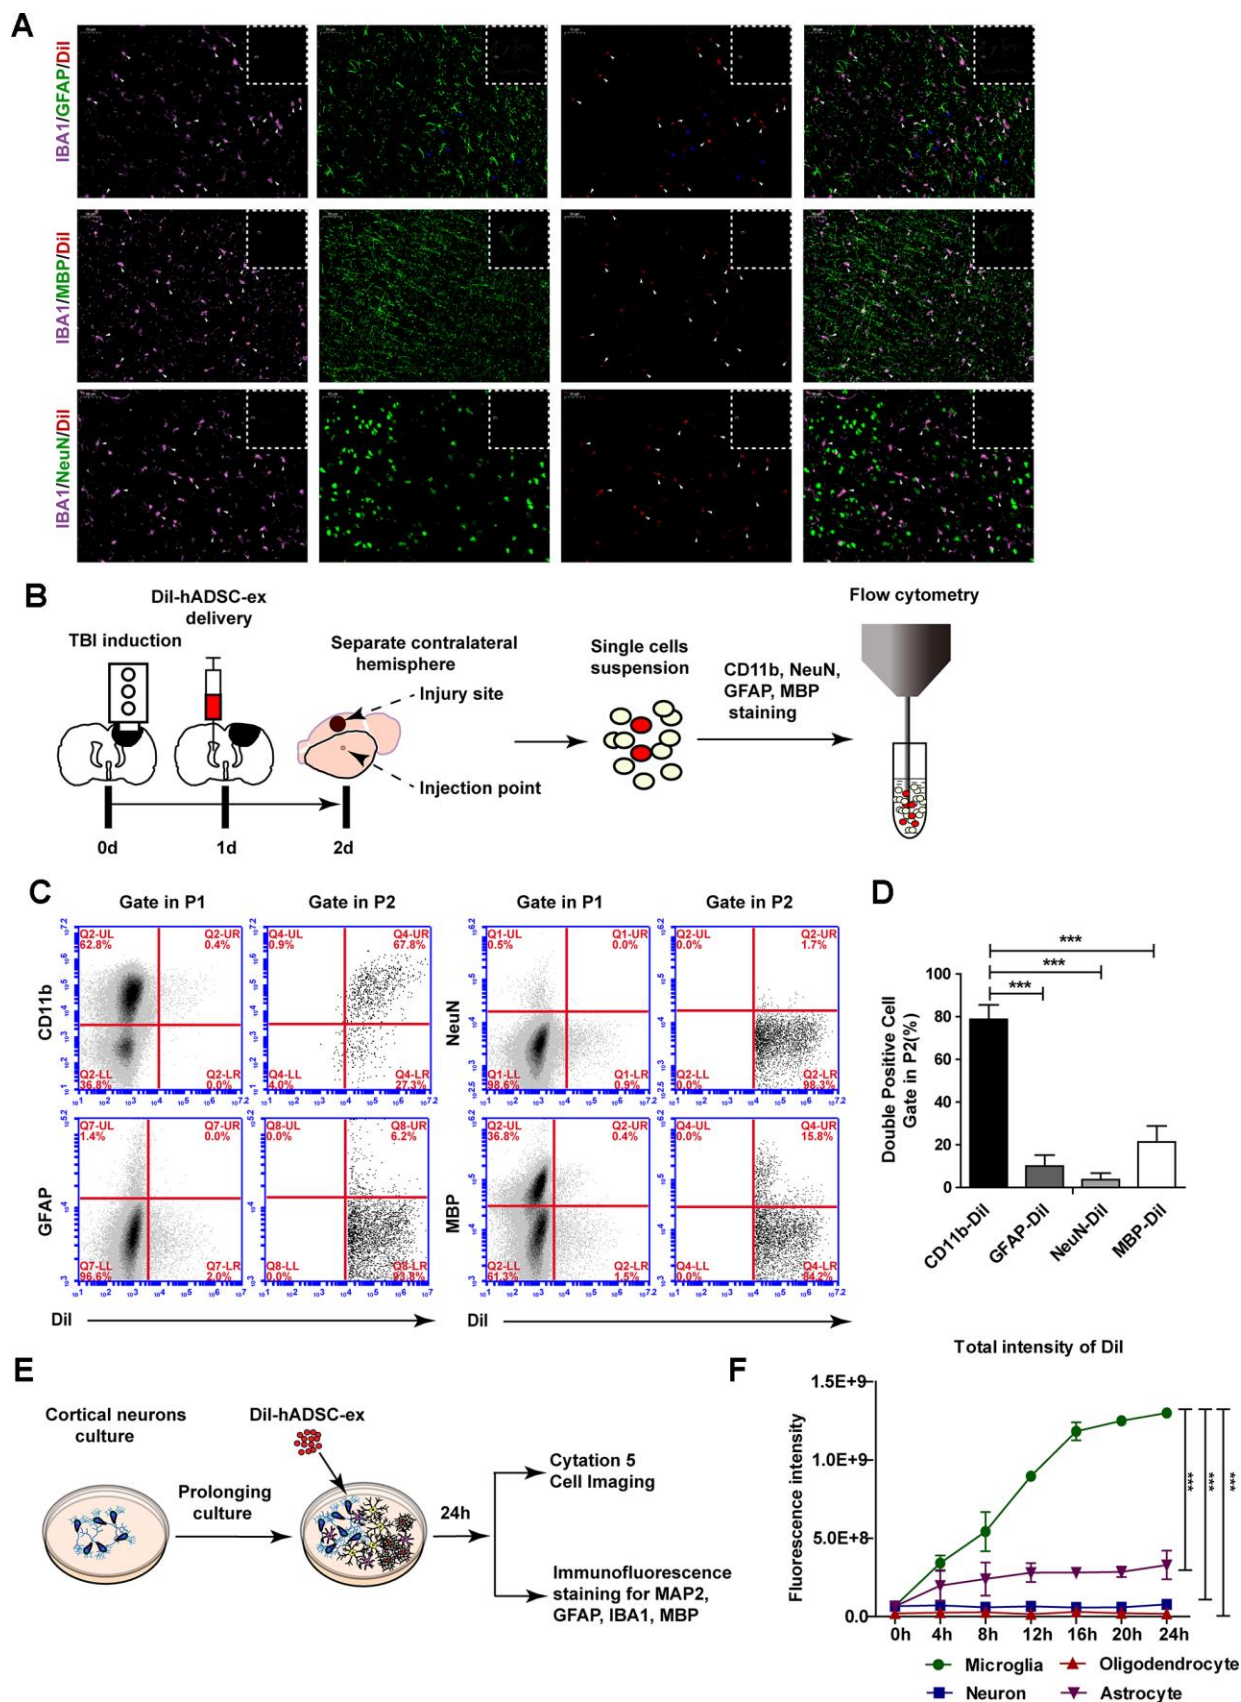 A
IBA1/GFAP/DiI
IBA1/MBP/DiI
IBA1/NeuN/DiI
B
DiI-hADSC-ex
delivery
TBI induction
Separate contralateral
hemisphere
Injury site
Injection point
0d
1d
2d
Single cells
suspension
CD11b, NeuN,
GFAP, MBP
staining
Flow cytometry
C
Gate in P1
Gate in P2
Gate in P1
Gate in P2
CD11b
Q2-UL
62.8%
Q2-UR
0.4%
Q2-LL
36.8%
Q2-LR
0.0%
Q4-UL
0.9%
Q4-UR
67.8%
Q4-LL
4.0%
Q4-LR
27.3%
NeuN
Q1-UL
0.5%
Q1-UR
0.0%
Q1-LL
98.6%
Q1-LR
0.9%
Q2-UL
0.0%
Q2-UR
1.7%
Q2-LL
0.0%
Q2-LR
98.3%
GFAP
Q7-UL
1.4%
Q7-UR
0.0%
Q7-LL
96.6%
Q7-LR
2.0%
Q8-UL
0.0%
Q8-UR
6.2%
Q8-LL
0.0%
Q8-LR
93.8%
MBP
Q2-UL
36.8%
Q2-UR
0.4%
Q2-LL
61.3%
Q2-LR
1.5%
Q4-UL
0.0%
Q4-UR
15.8%
Q4-LL
0.0%
Q4-LR
84.2%
DiI
DiI
D
***
***
***
Double Positive Cell
Gate in P2(%)
100
80
60
40
20
0
CD11b-DiI
GFAP-DiI
NeuN-DiI
MBP-DiI
E
Cortical neurons
culture
Prolonging
culture
DiI-hADSC-ex
24h
Cytation 5
Cell Imaging
Immunofluorescence
staining for MAP2,
GFAP, IBA1, MBP
F
Total intensity of DiI
Fluorescence intensity
1.5E+9
1.0E+9
5.0E+8
0.0
0h 4h 8h 12h 16h 20h 24h
***
***
***
Microglia
Oligodendrocyte
Neuron
Astrocyte